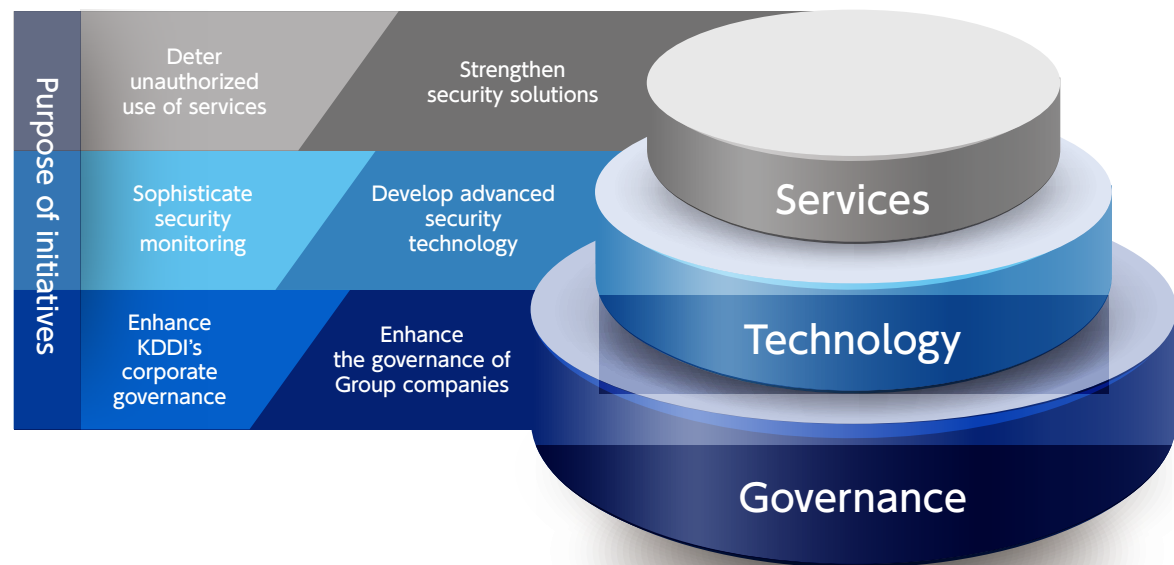 Purpose of initiatives
Deter
unauthorized
use of services
Strengthen
security solutions
Services
Sophisticate
security
monitoring
Develop advanced
security
technology
Technology
Enhance
KDDI's
corporate
governance
Enhance
the governance of
Group companies
Governance